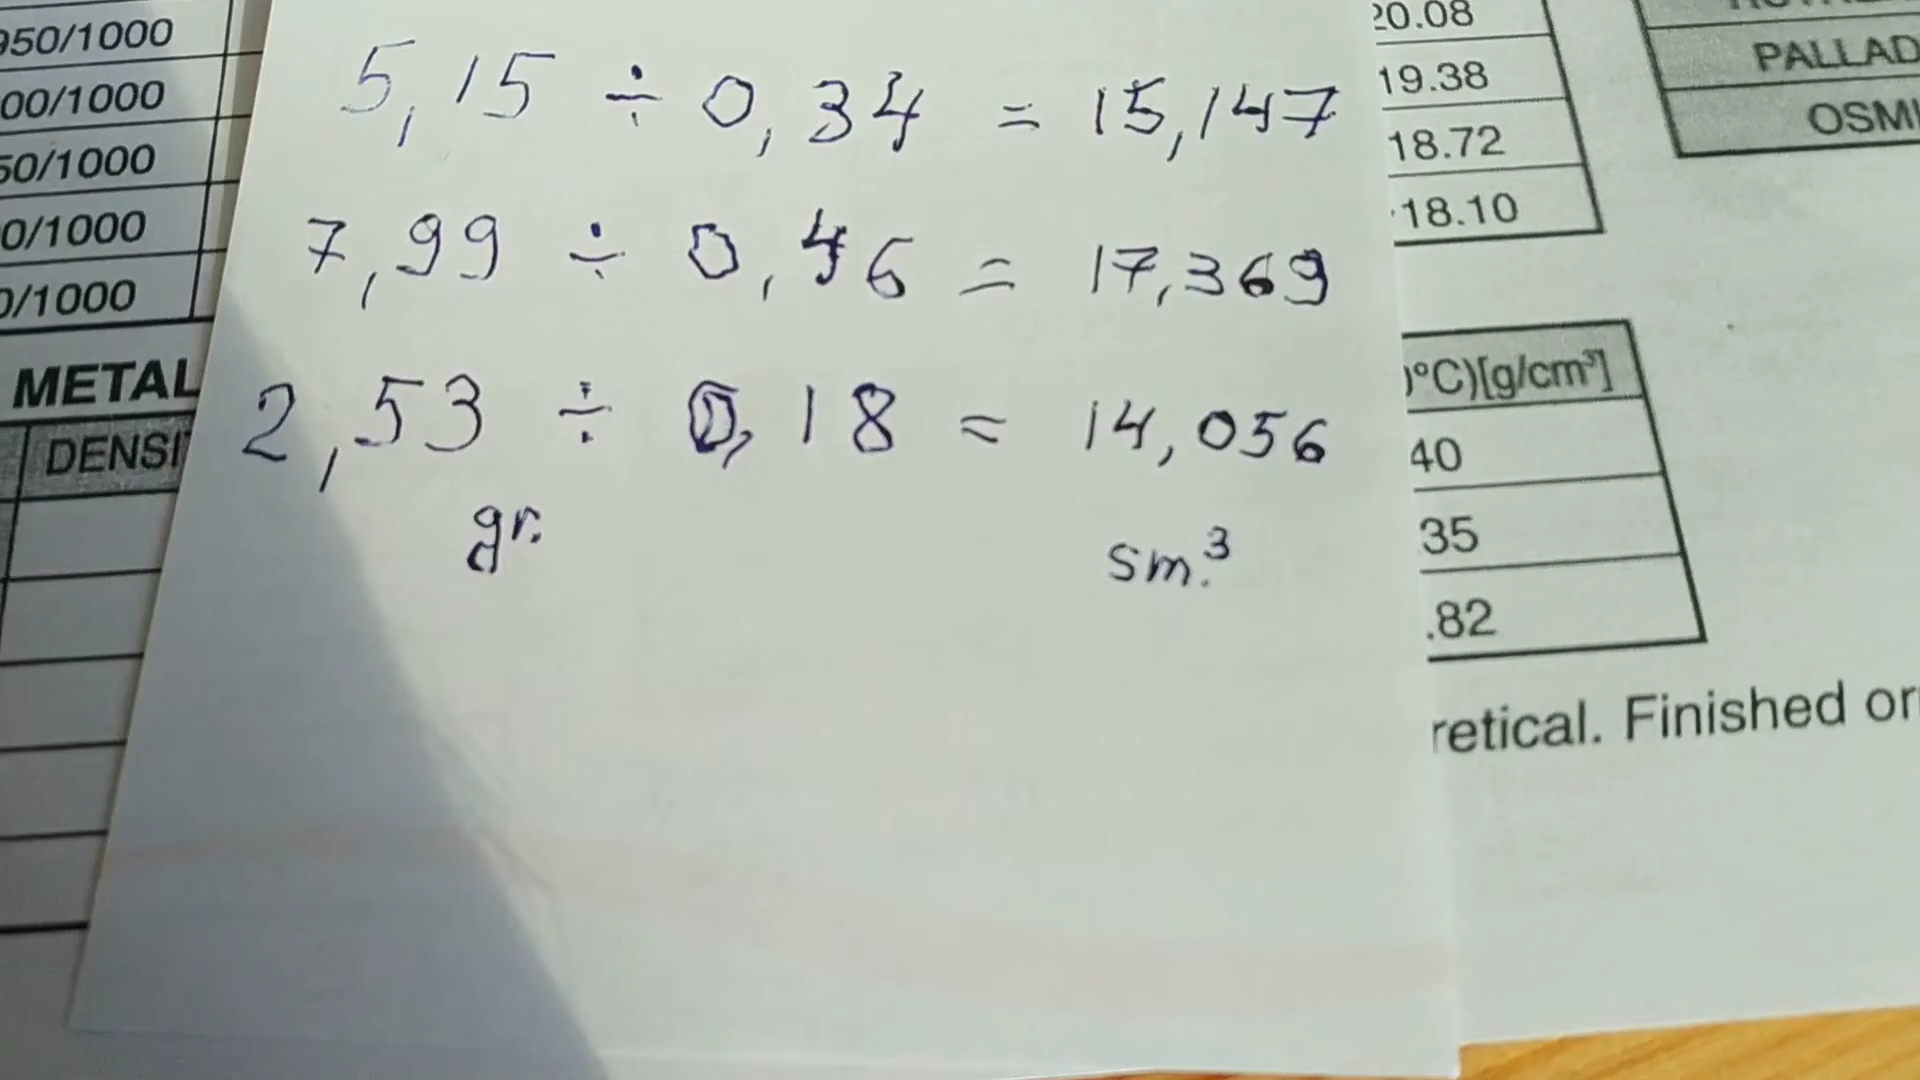 950/1000
00/1000
50/1000
0/1000
0/1000
METAL
DENSI
5,15 ÷ 0,34 = 15,147
7,99 ÷ 0,46 = 17,369
2,53 ÷ 0,18 = 14,056
gr.
sm.³
20.08
19.38
18.72
18.10
PALLAD
OSMI
)°C)[g/cm³]
40
35
.82
retical. Finished or